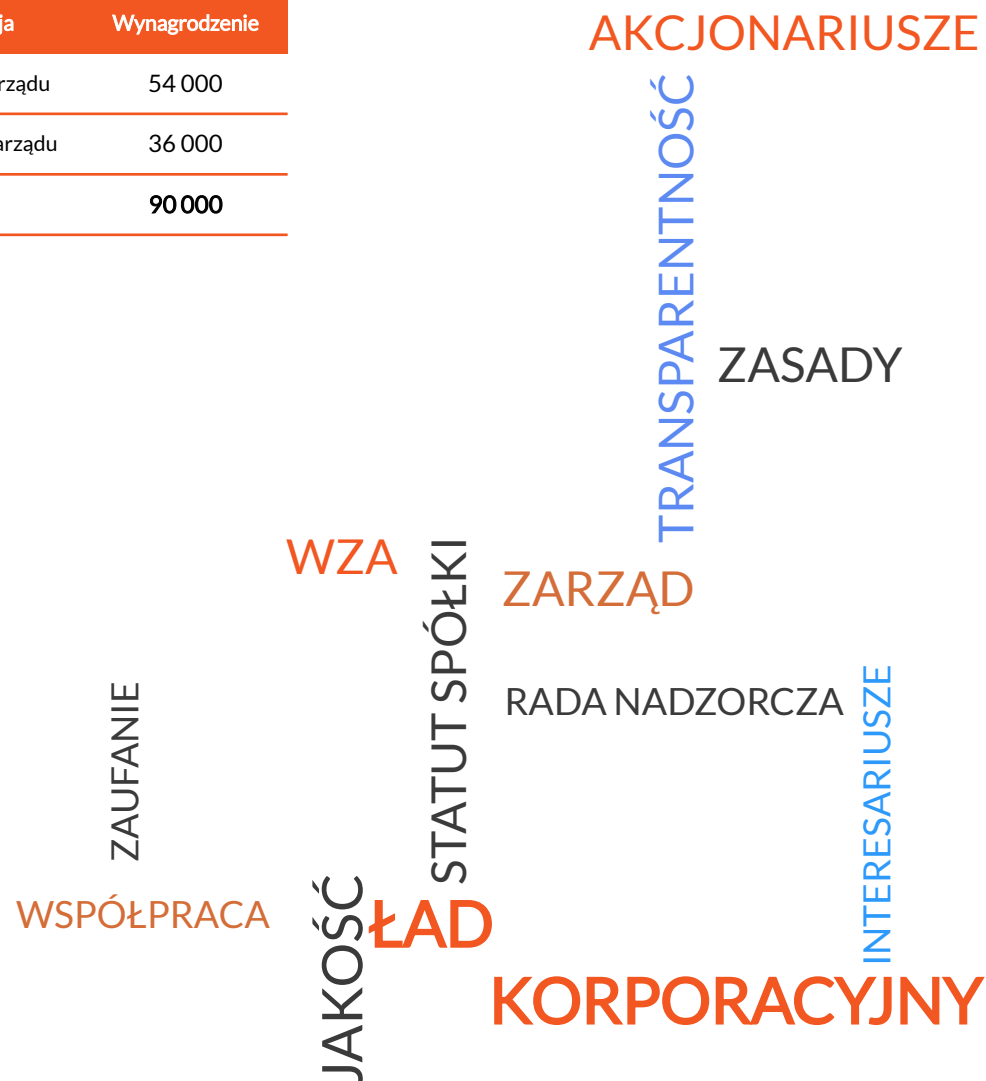 Wynagrodzenie
54 000
36 000
90 000
AKCJONARIUSZE
TRANSPARENTNOŚĆ
ZASADY
WZA
STATUT SPÓŁKI
ZARZĄD
RADA NADZORCZA
INTERESARIUSZE
ZAUFANIE
WSPÓŁPRACA
JAKOŚĆ
ŁAD
KORPORACYJNY